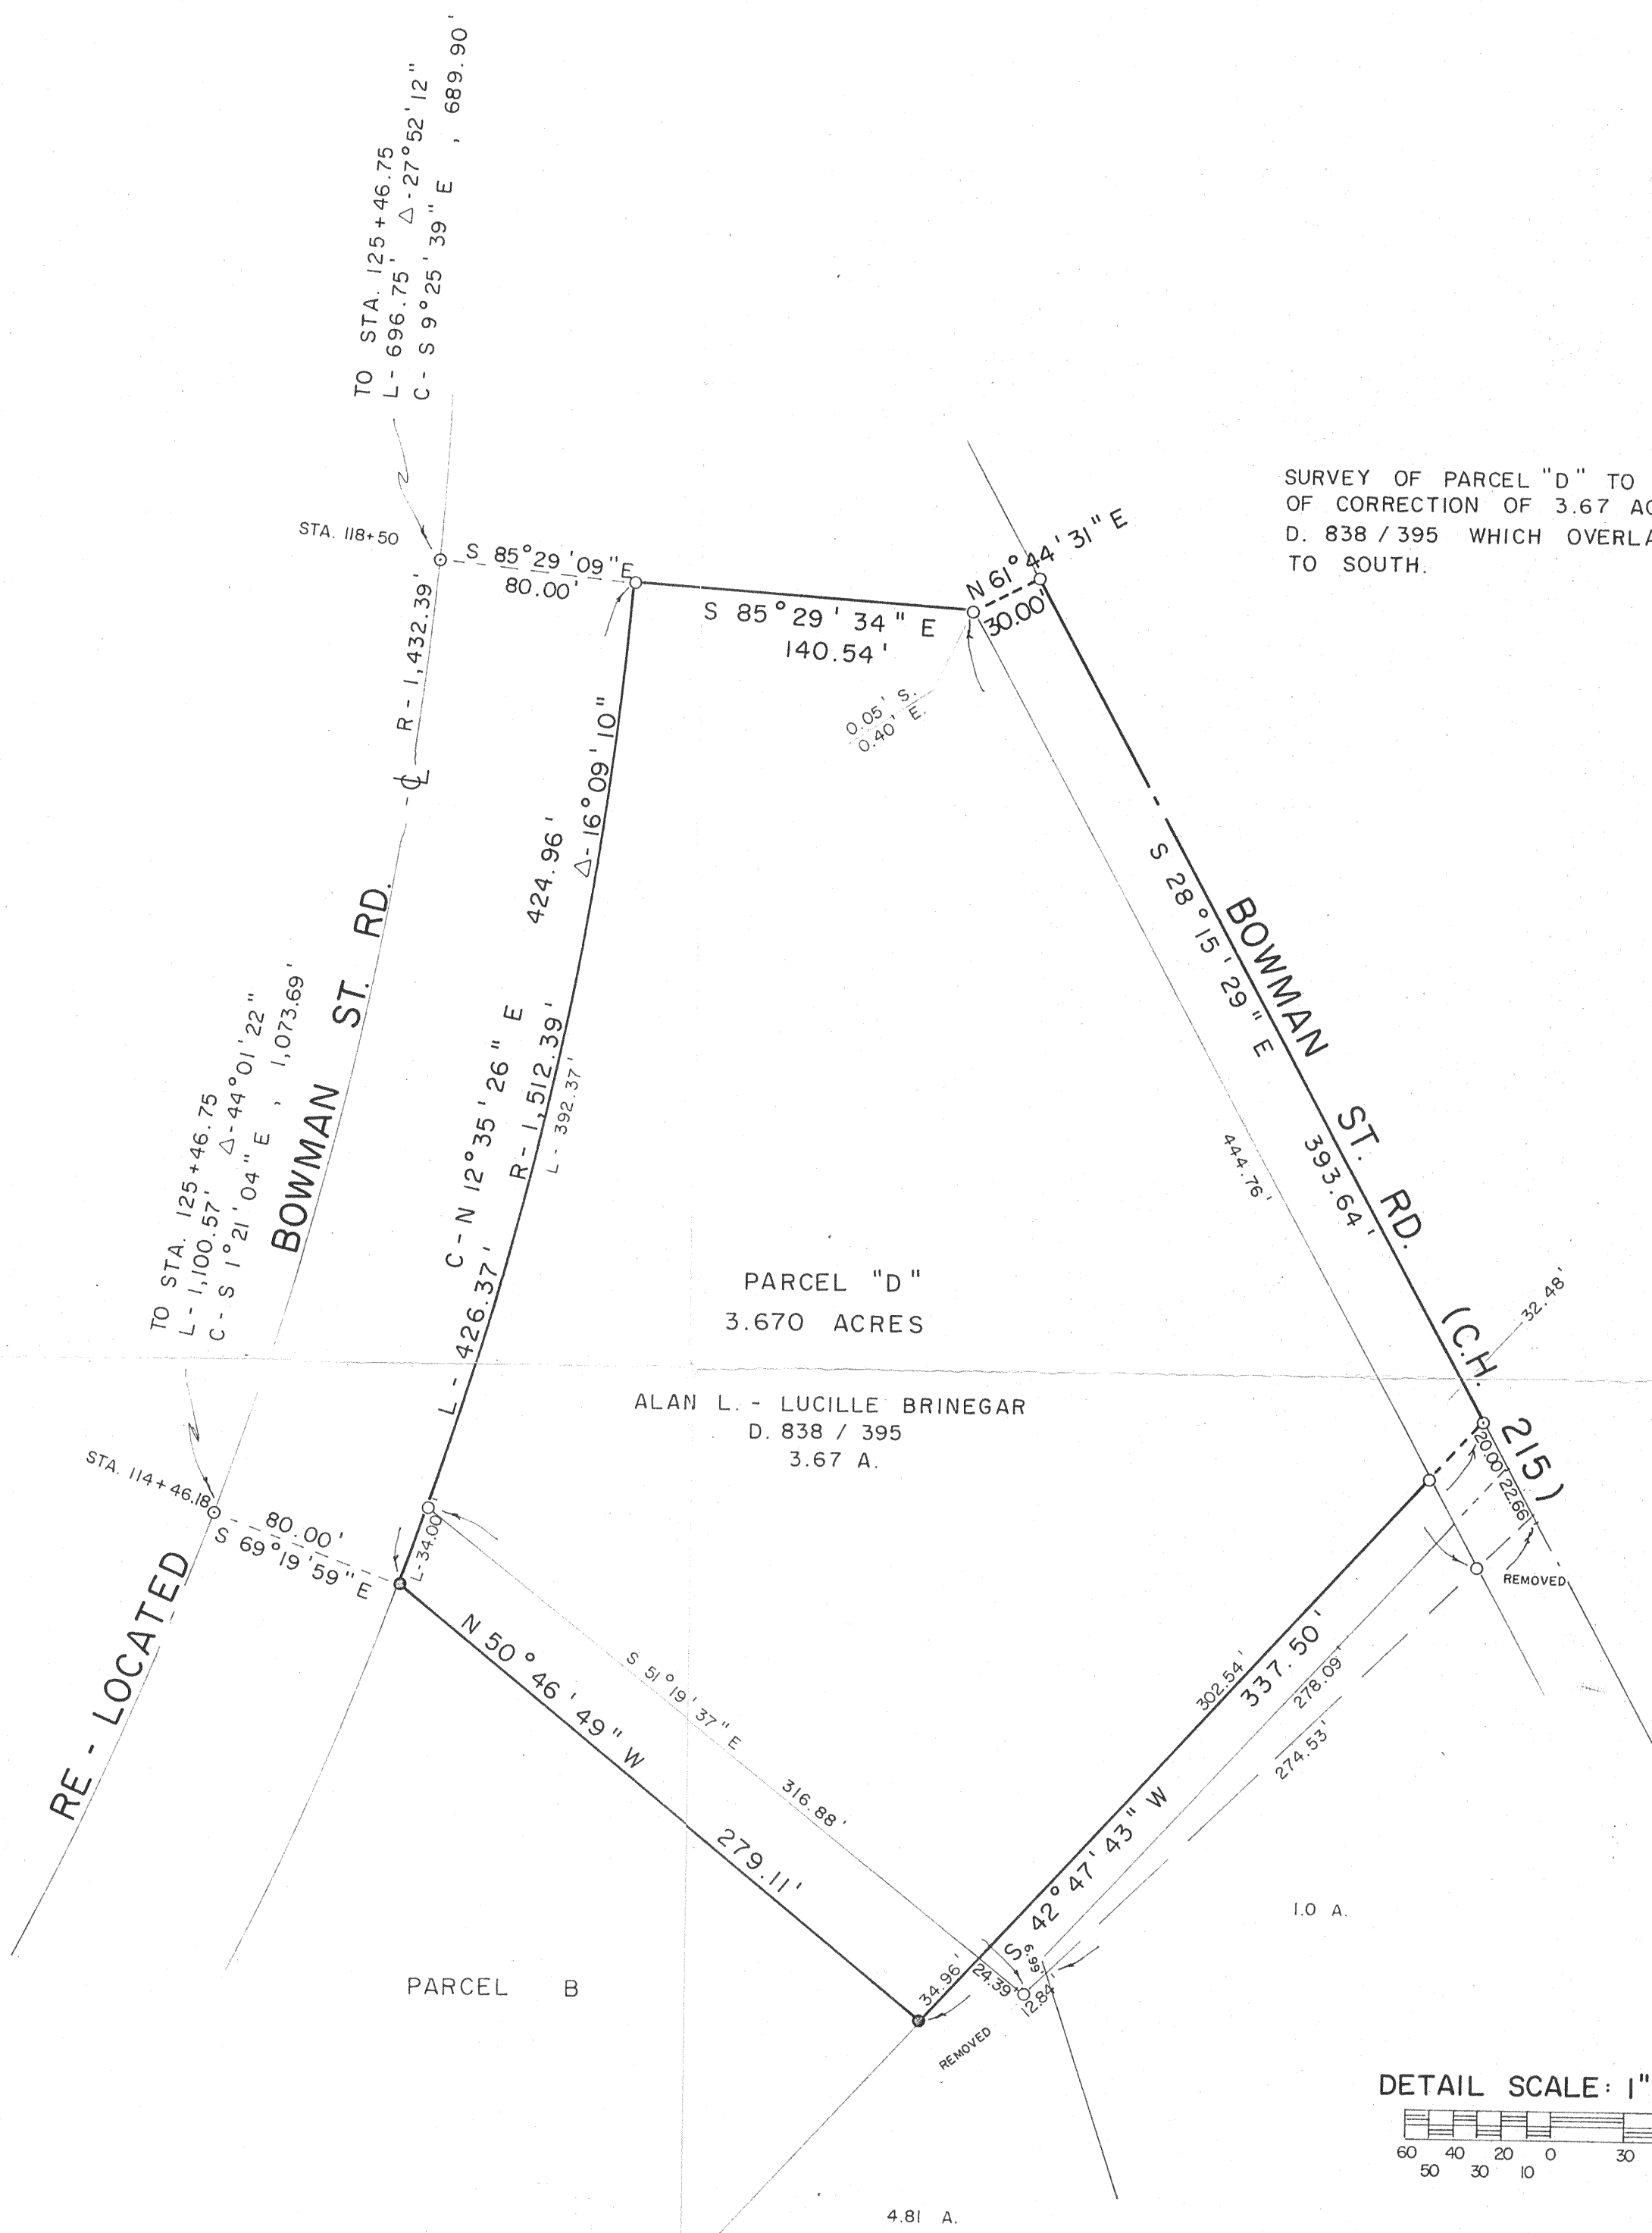 TO STA. 125+46.75
L - 696.75' Δ - 27°52'12"
C - S 9°25'39" E , 689.90'
STA. 118+50
S 85°29'09" E
80.00'
R - 1,432.39'
℄
S 85°29'34" E
140.54'
N 61°44'31" E
30.00'
0.05' S.
0.40' E.
SURVEY OF PARCEL "D" TO
OF CORRECTION OF 3.67 AC
D. 838 / 395 WHICH OVERLA
TO SOUTH.
424.96'
Δ - 16°09'10"
C - N 12°35'26" E
R - 1,512.39'
L - 392.37'
L - 426.37'
BOWMAN ST. RD.
RE - LOCATED
TO STA. 125+46.75
L - 1,100.57' Δ - 44°01'22"
C - S 1°21'04" E , 1,073.69'
S 28°15'29" E
393.64'
444.76'
BOWMAN ST. RD. (C.H. 215)
32.48'
PARCEL "D"
3.670 ACRES
ALAN L. - LUCILLE BRINEGAR
D. 838 / 395
3.67 A.
STA. 114+46.18
80.00'
S 69°19'59" E
L - 34.00'
20.00'
22.66'
REMOVED
N 50°46'49" W
279.11'
S 51°19'37" E
316.88'
302.54'
337.50'
278.09'
274.53'
S 42°47'43" W
6.99'
34.96'
24.39'
12.84'
REMOVED
1.0 A.
PARCEL B
DETAIL SCALE: 1"
60 40 20 0 30
50 30 10
4.81 A.